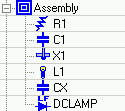 Assembly
R1
C1
X1
L1
CX
DCLAMP